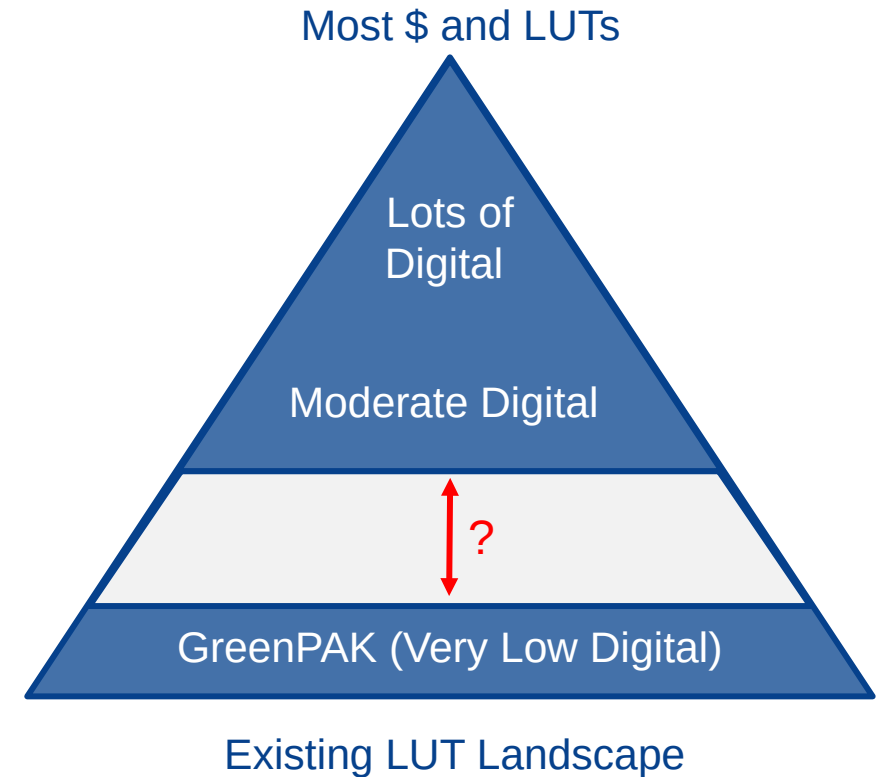 Most $ and LUTs
Lots of
Digital
Moderate Digital
?
GreenPAK (Very Low Digital)
Existing LUT Landscape